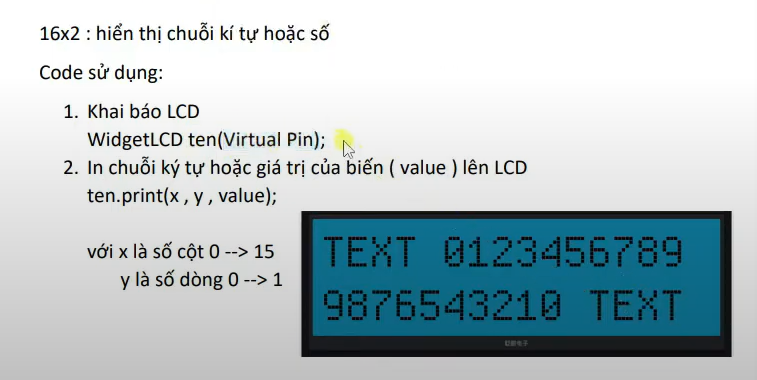 16x2 : hiển thị chuỗi kí tự hoặc số
Code sử dụng:
1. Khai báo LCD
WidgetLCD ten(Virtual Pin);
2. In chuỗi ký tự hoặc giá trị của biến ( value ) lên LCD
ten.print(x , y , value);
với x là số cột 0 --> 15
y là số dòng 0 --> 1
TEXT 0123456789
9876543210 TEXT